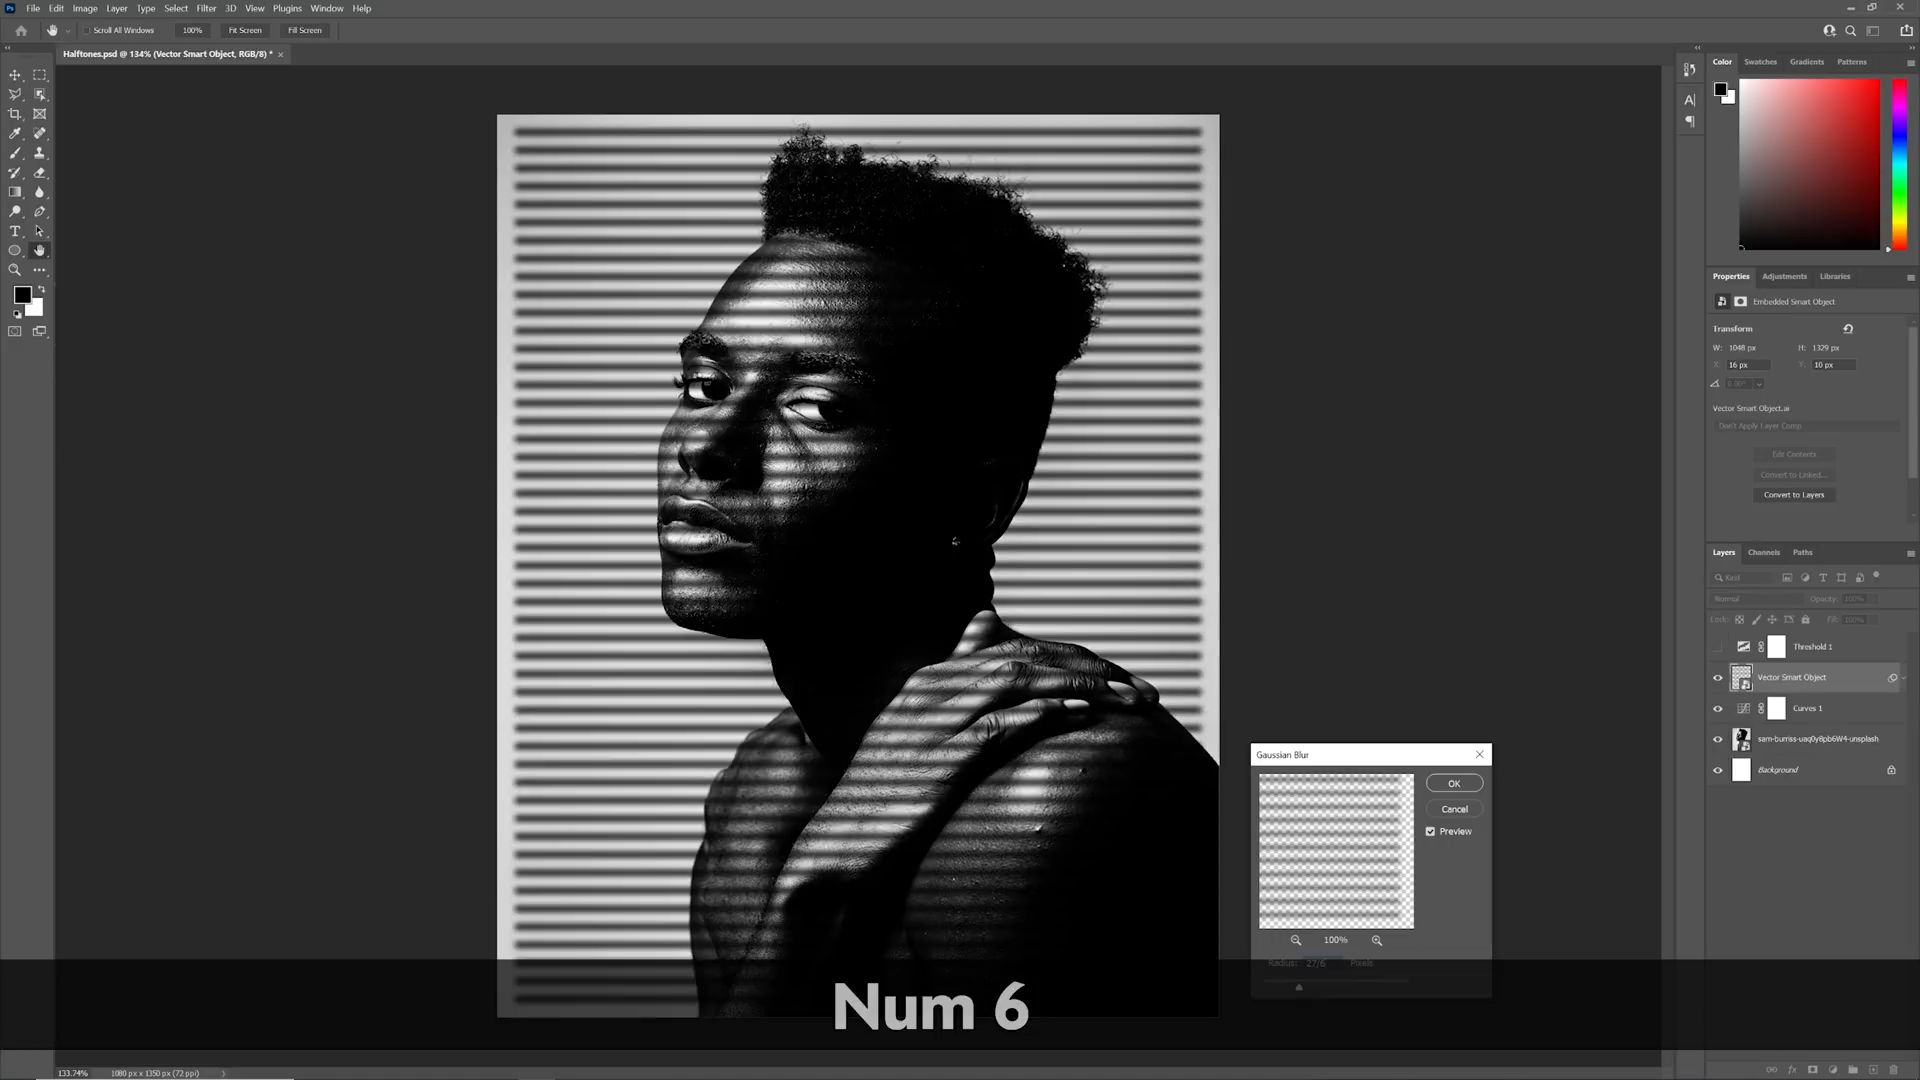 Ps File Edit Image Layer Type Select Filter 3D View Plugins Window Help
Scroll All Windows 100% Fit Screen Fill Screen
Halftones.psd @ 134% (Vector Smart Object, RGB/8) * ×
Color Swatches Gradients Patterns
Properties Adjustments Libraries
Embedded Smart Object
Transform
W: 1048 px H: 1329 px
X: 16 px Y: 10 px
0.00°
Vector Smart Object.ai
Don't Apply Layer Comp
Edit Contents
Convert to Linked...
Convert to Layers
Layers Channels Paths
Kind
Normal Opacity: 100%
Lock: Fill: 100%
Threshold 1
Vector Smart Object
Curves 1
sam-burriss-uaq0y8pb6W4-unsplash
Background
Gaussian Blur
OK
Cancel
Preview
100%
Radius: 27/6 Pixels
Num 6
133.74% 1080 px x 1350 px (72 ppi)